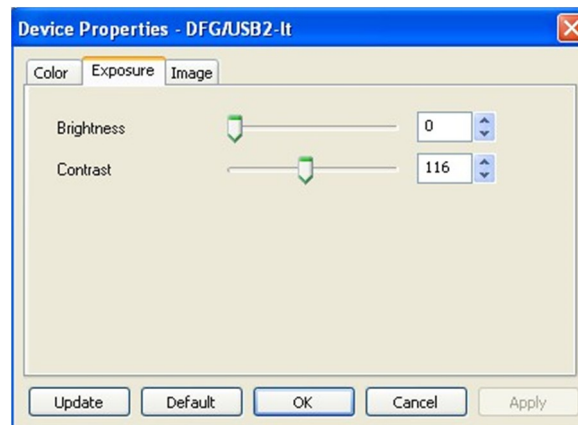 Device Properties - DFG/USB2-lt
Color Exposure Image
Brightness 0
Contrast 116
Update Default OK Cancel Apply